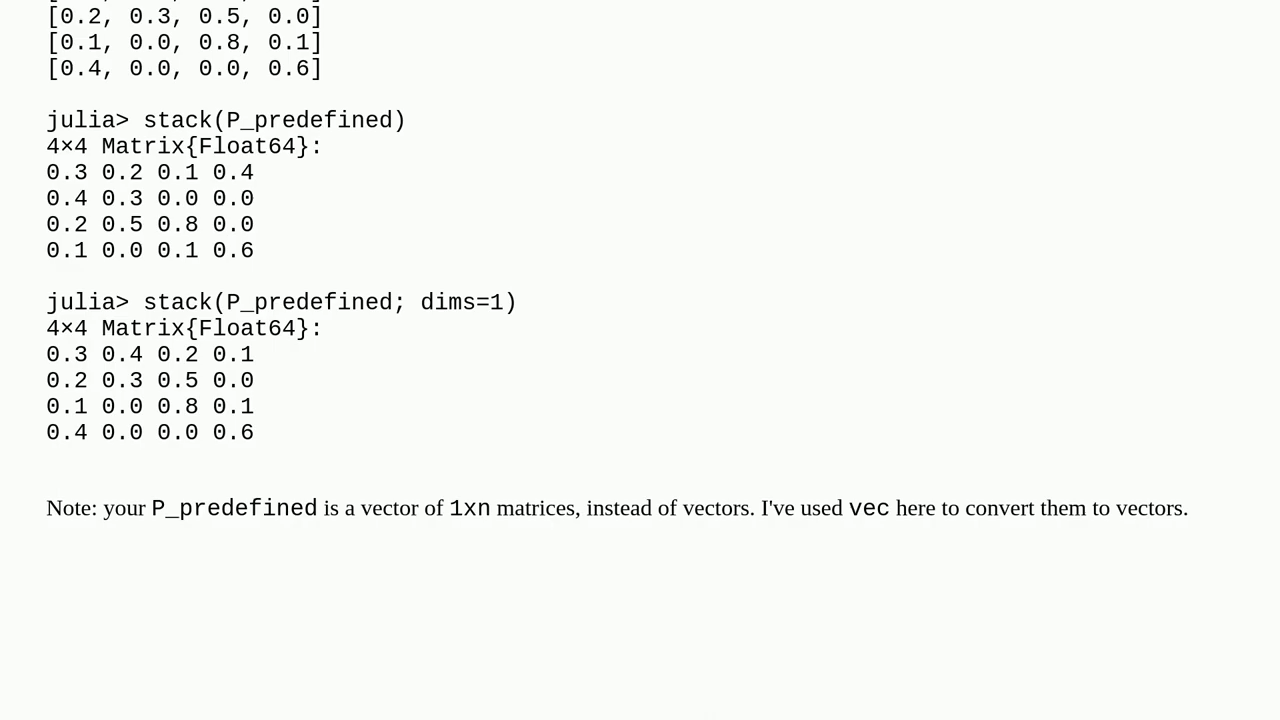 [0.2, 0.3, 0.5, 0.0]
[0.1, 0.0, 0.8, 0.1]
[0.4, 0.0, 0.0, 0.6]
julia> stack(P_predefined)
4×4 Matrix{Float64}:
0.3 0.2 0.1 0.4
0.4 0.3 0.0 0.0
0.2 0.5 0.8 0.0
0.1 0.0 0.1 0.6
julia> stack(P_predefined; dims=1)
4×4 Matrix{Float64}:
0.3 0.4 0.2 0.1
0.2 0.3 0.5 0.0
0.1 0.0 0.8 0.1
0.4 0.0 0.0 0.6
Note: your P_predefined is a vector of 1xn matrices, instead of vectors. I've used vec here to convert them to vectors.